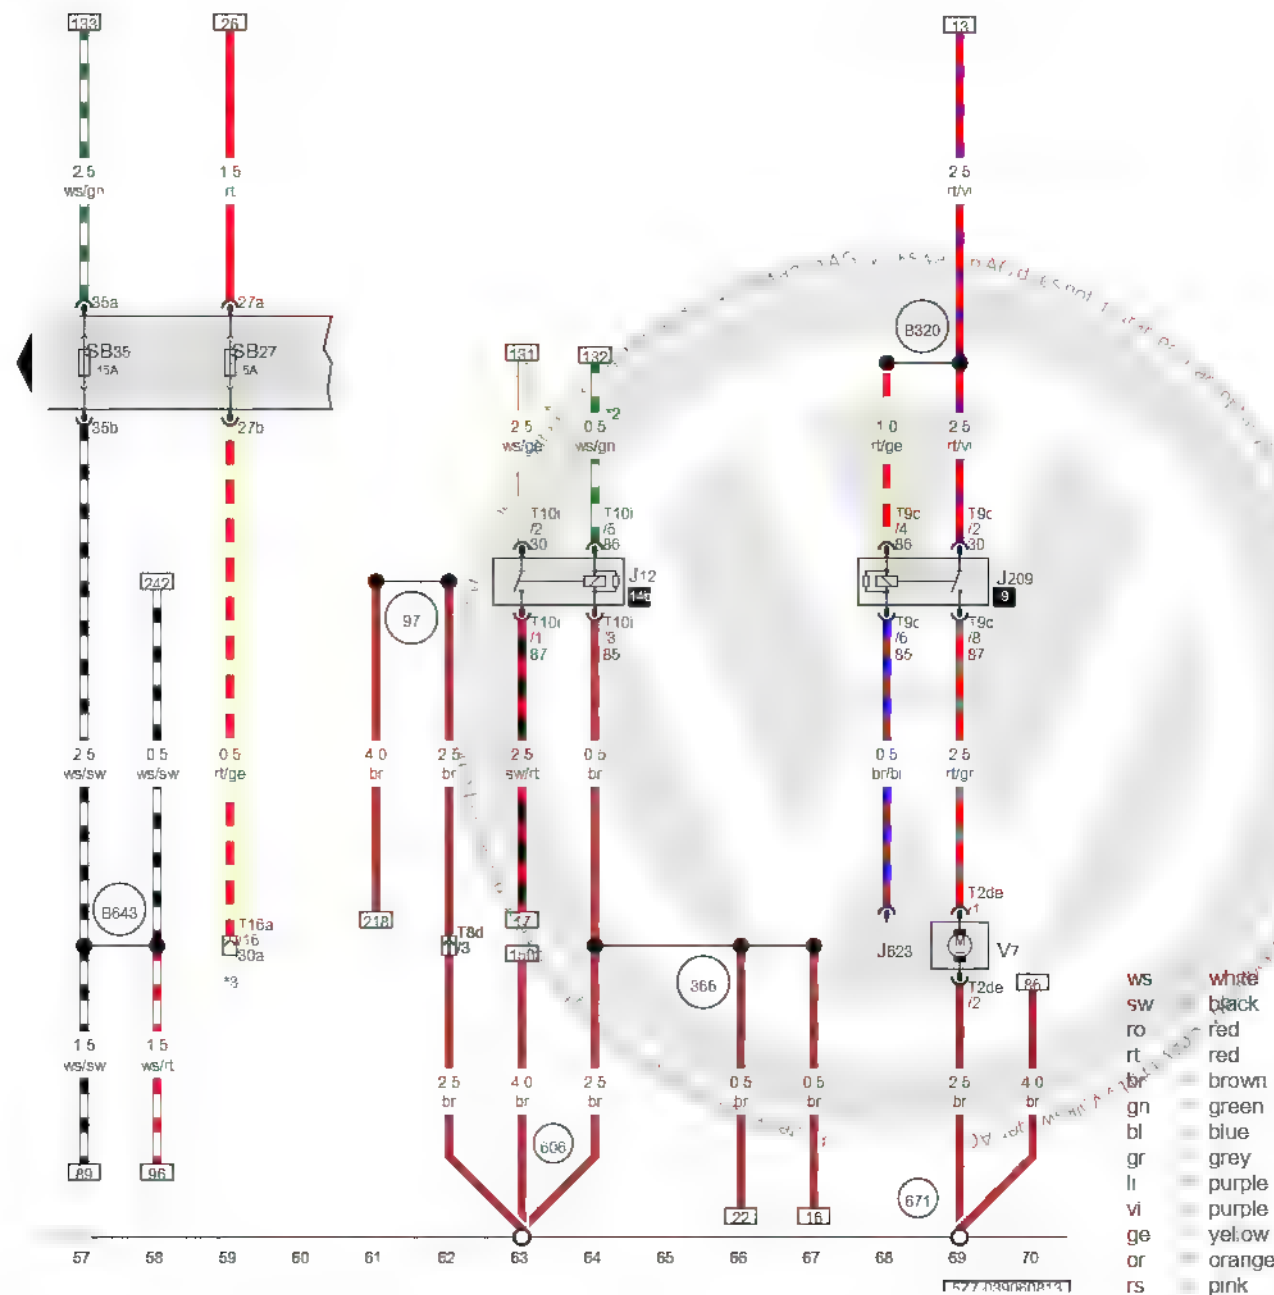 133
26
13
2.5
ws/gn
1.5
rt
2.5
rt/vi
35a
27a
B320
SB35
15A
SB27
5A
131
132
*2
35b
27b
2.5
ws/ge
0.5
ws/gn
1.0
rt/ge
2.5
rt/vi
T10i
/2
30
T10i
/5
86
T9c
/4
86
T9c
/2
30
J12
J209
9
242
97
T10i
/1
87
T10i
/3
85
T9c
/6
85
T9c
/8
87
2.5
ws/sw
0.5
ws/sw
0.5
rt/ge
4.0
br
2.5
br
2.5
sw/rt
0.5
br
0.5
br/bl
2.5
rt/gr
B643
T16a
/16
30a
*3
218
T8d
/3
17
366
J623
T2de
/1
M
V7
T2de
/2
86
1.5
ws/sw
1.5
ws/rt
2.5
br
4.0
br
2.5
br
0.5
br
0.5
br
2.5
br
4.0
br
606
89
96
22
16
671
57 58 59 60 61 62 63 64 65 66 67 68 69 70
ws = white
sw = black
ro = red
rt = red
br = brown
gn = green
bl = blue
gr = grey
li = purple
vi = purple
ge = yellow
or = orange
rs = pink